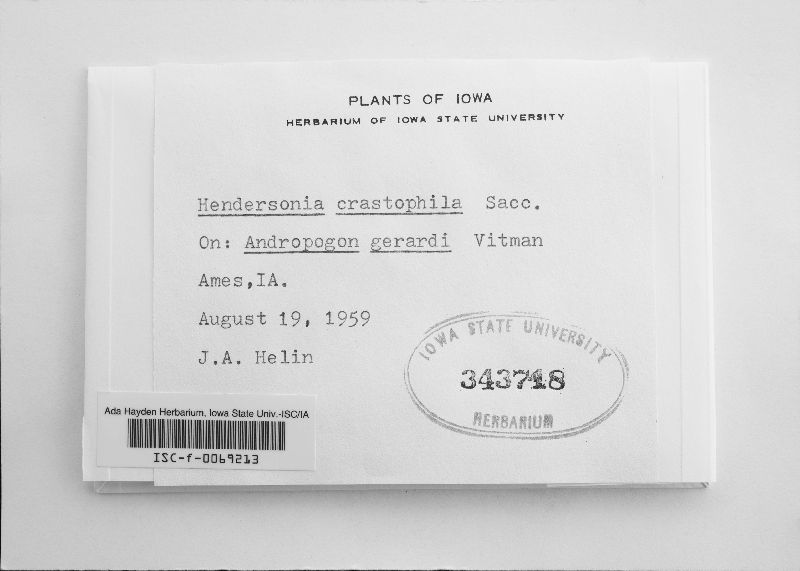 PLANTS OF IOWA
HERBARIUM OF IOWA STATE UNIVERSITY
Hendersonia crastophila Sacc.
On: Andropogon gerardi Vitman
Ames,IA.
August 19, 1959
J.A. Helin
IOWA STATE UNIVERSITY
343748
HERBARIUM
Ada Hayden Herbarium, Iowa State Univ.-ISC/IA
ISC-f-0069213